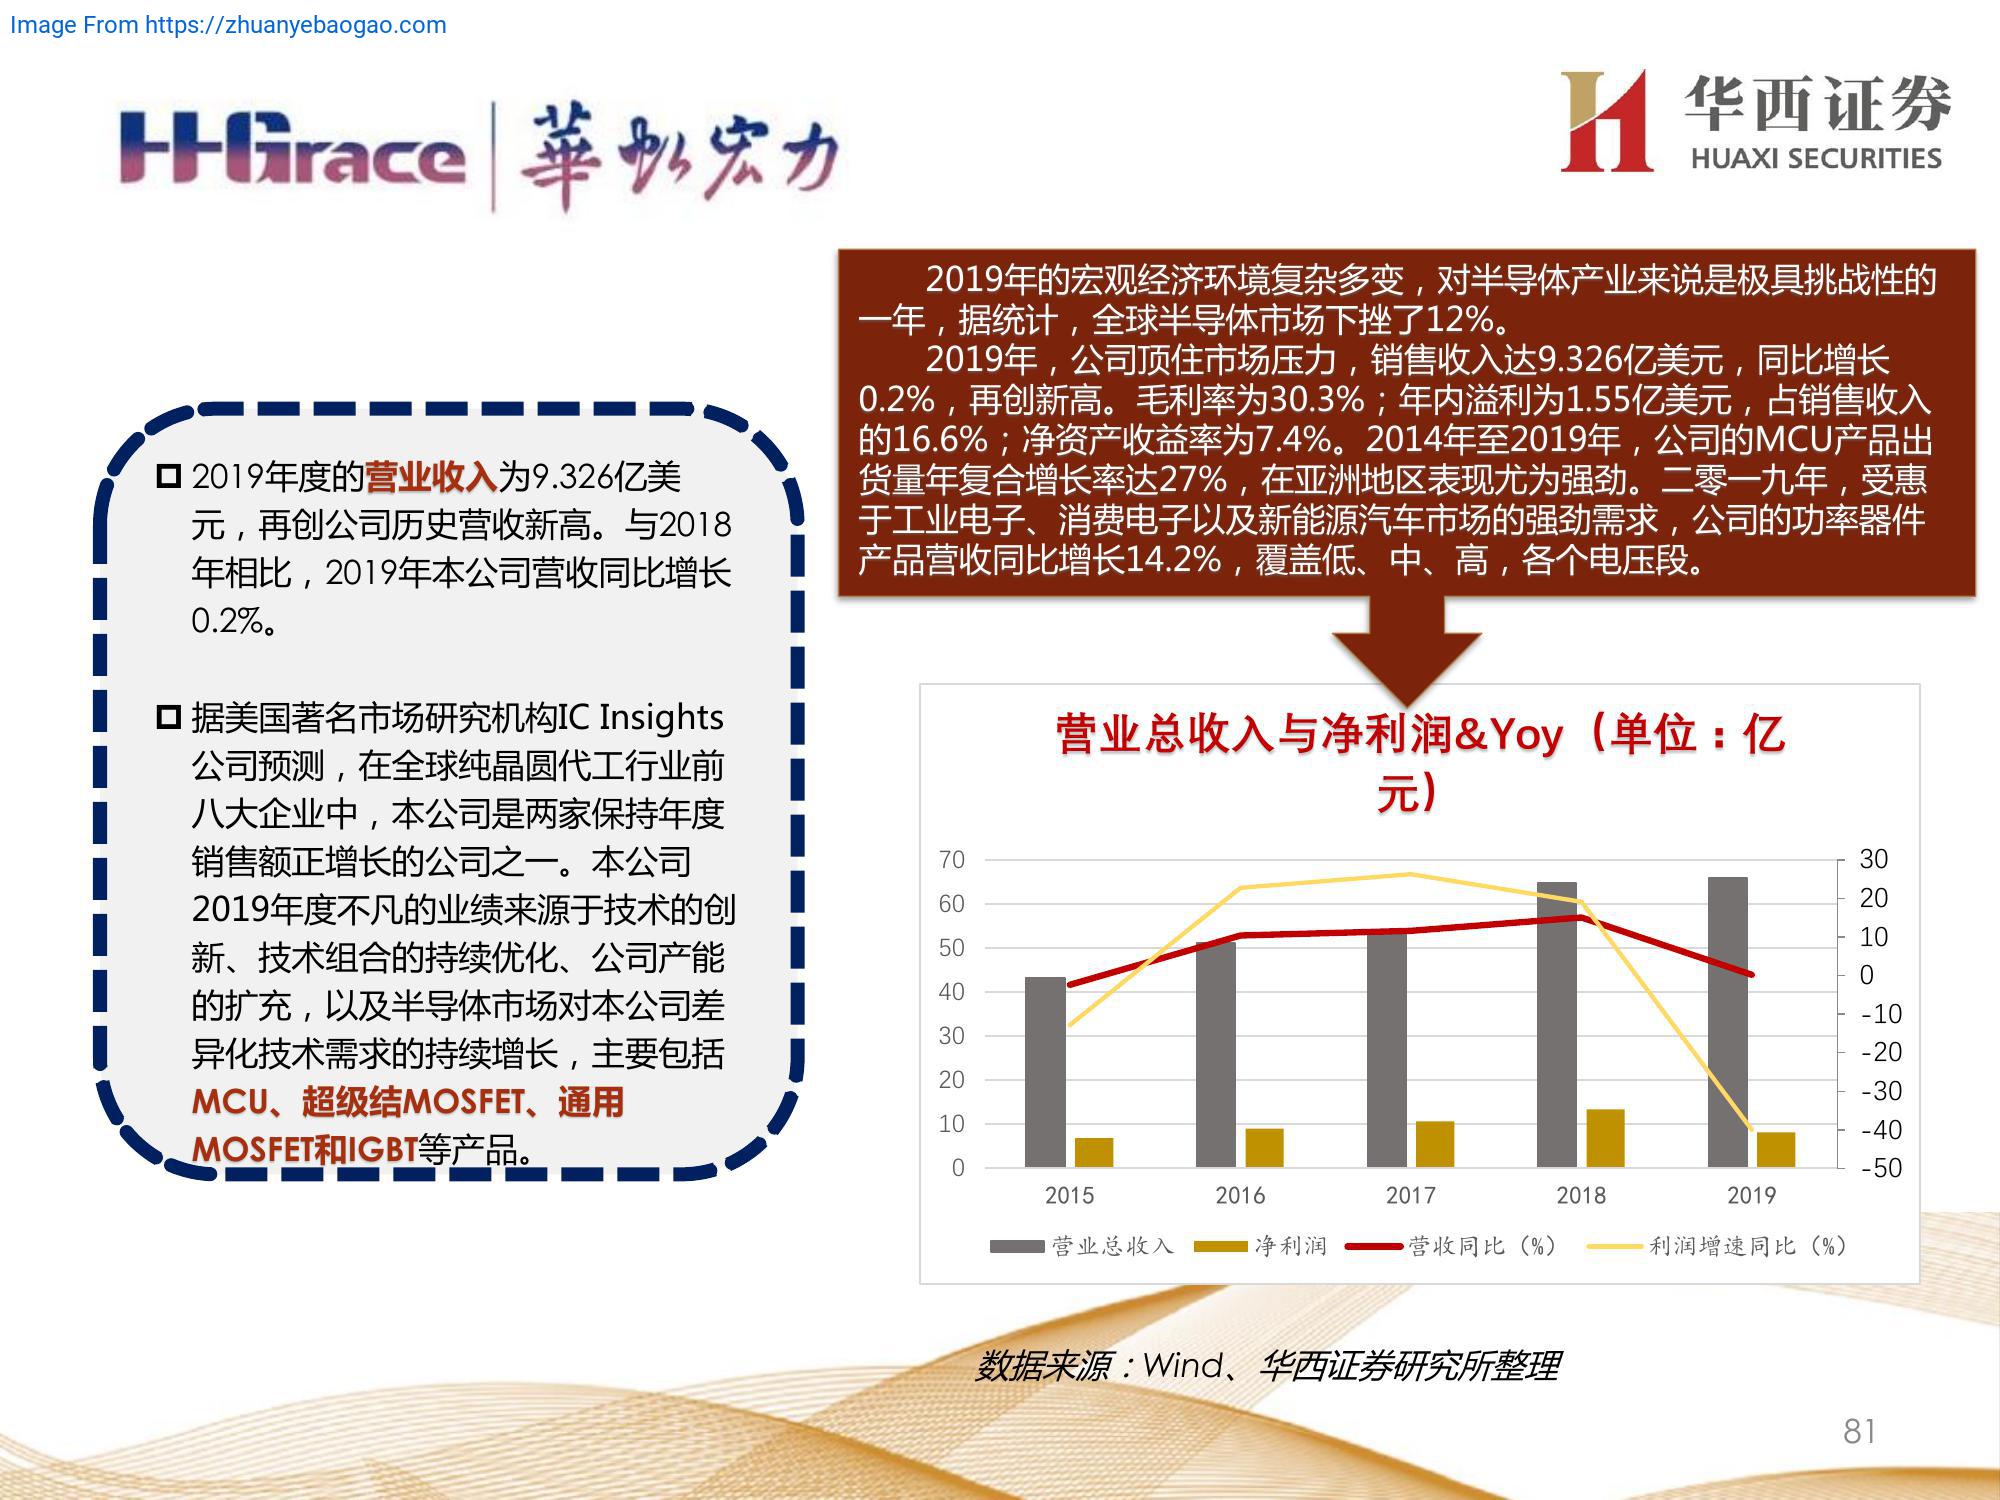 Image From https://zhuanyebaogao.com
HHGrace
華虹宏力
华西证券
HUAXI SECURITIES
2019年的宏观经济环境复杂多变，对半导体产业来说是极具挑战性的
一年，据统计，全球半导体市场下挫了12%。
2019年，公司顶住市场压力，销售收入达9.326亿美元，同比增长
0.2%，再创新高。毛利率为30.3%；年内溢利为1.55亿美元，占销售收入
的16.6%；净资产收益率为7.4%。2014年至2019年，公司的MCU产品出
货量年复合增长率达27%，在亚洲地区表现尤为强劲。二零一九年，受惠
于工业电子、消费电子以及新能源汽车市场的强劲需求，公司的功率器件
产品营收同比增长14.2%，覆盖低、中、高，各个电压段。
2019年度的营业收入为9.326亿美
元，再创公司历史营收新高。与2018
年相比，2019年本公司营收同比增长
0.2%。
据美国著名市场研究机构IC Insights
公司预测，在全球纯晶圆代工行业前
八大企业中，本公司是两家保持年度
销售额正增长的公司之一。本公司
2019年度不凡的业绩来源于技术的创
新、技术组合的持续优化、公司产能
的扩充，以及半导体市场对本公司差
异化技术需求的持续增长，主要包括
MCU、超级结MOSFET、通用
MOSFET和IGBT等产品。
营业总收入与净利润&Yoy（单位：亿
元）
70
60
50
40
30
20
10
0
30
20
10
0
-10
-20
-30
-40
-50
2015 2016 2017 2018 2019
营业总收入 净利润 营收同比（%） 利润增速同比（%）
数据来源：Wind、华西证券研究所整理
81